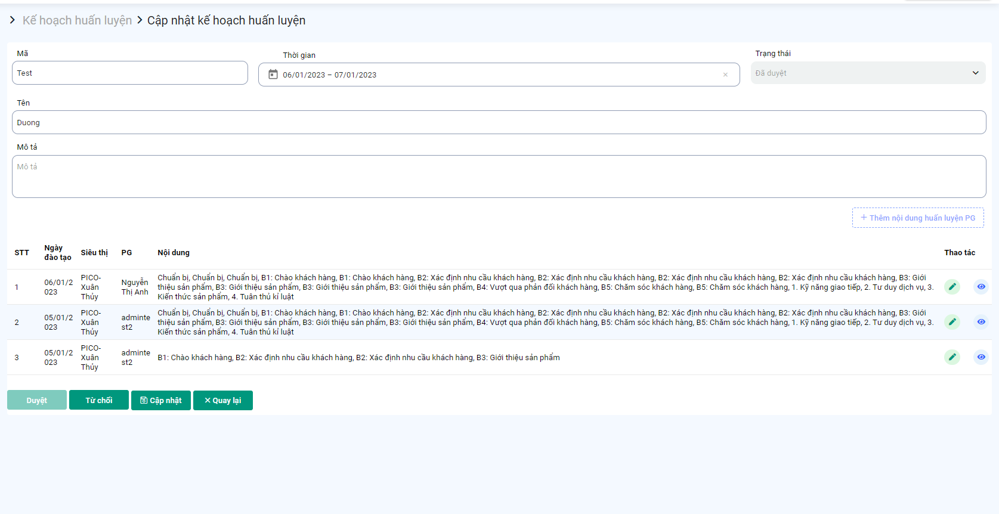 Kế hoạch huấn luyện > Cập nhật kế hoạch huấn luyện
Mã
Thời gian
Trạng thái
Test
06/01/2023 – 07/01/2023
Đã duyệt
Tên
Duong
Mô tả
Mô tả
+ Thêm nội dung huấn luyện PG
STT
Ngày
đào tạo
Siêu thị
PG
Nội dung
Thao tác
1
06/01/2
023
PICO-
Xuân
Thủy
Nguyễn
Thị Anh
Chuẩn bị, Chuẩn bị, Chuẩn bị, B1: Chào khách hàng, B1: Chào khách hàng, B2: Xác định nhu cầu khách hàng, B2: Xác định nhu cầu khách hàng, B2: Xác định nhu cầu khách hàng, B2: Xác định nhu cầu khách hàng, B3: Giới
thiệu sản phẩm, B3: Giới thiệu sản phẩm, B3: Giới thiệu sản phẩm, B3: Giới thiệu sản phẩm, B4: Vượt qua phản đối khách hàng, B5: Chăm sóc khách hàng, B5: Chăm sóc khách hàng, 1. Kỹ năng giao tiếp, 2. Tư duy dịch vụ, 3.
Kiến thức sản phẩm, 4. Tuân thủ kỉ luật
2
05/01/2
023
PICO-
Xuân
Thủy
adminte
st2
Chuẩn bị, Chuẩn bị, Chuẩn bị, B1: Chào khách hàng, B1: Chào khách hàng, B2: Xác định nhu cầu khách hàng, B2: Xác định nhu cầu khách hàng, B2: Xác định nhu cầu khách hàng, B2: Xác định nhu cầu khách hàng, B3: Giới
thiệu sản phẩm, B3: Giới thiệu sản phẩm, B3: Giới thiệu sản phẩm, B3: Giới thiệu sản phẩm, B4: Vượt qua phản đối khách hàng, B5: Chăm sóc khách hàng, B5: Chăm sóc khách hàng, 1. Kỹ năng giao tiếp, 2. Tư duy dịch vụ, 3.
Kiến thức sản phẩm, 4. Tuân thủ kỉ luật
3
05/01/2
023
PICO-
Xuân
Thủy
adminte
st2
B1: Chào khách hàng, B2: Xác định nhu cầu khách hàng, B2: Xác định nhu cầu khách hàng, B3: Giới thiệu sản phẩm
Duyệt
Từ chối
Cập nhật
Quay lại